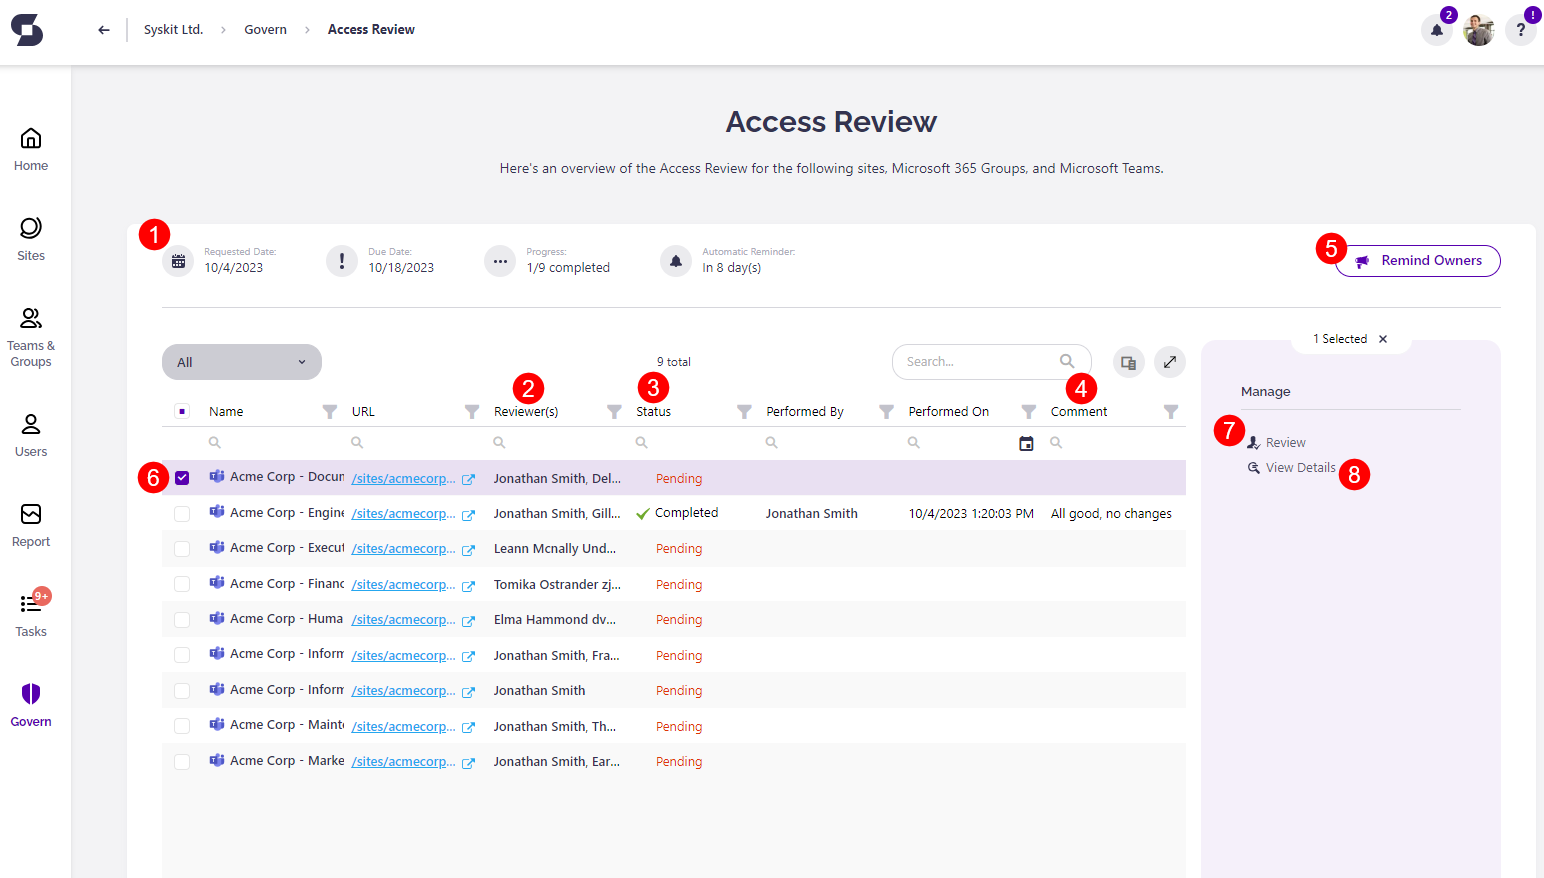 Syskit Ltd. > Govern > Access Review
2
!
?
Home
Sites
Teams &
Groups
Users
Report
9+
Tasks
Govern
Access Review
Here's an overview of the Access Review for the following sites, Microsoft 365 Groups, and Microsoft Teams.
1
Requested Date:
10/4/2023
Due Date:
10/18/2023
Progress:
1/9 completed
Automatic Reminder:
In 8 day(s)
5
Remind Owners
All
9 total
Search...
2
3
4
Name URL Reviewer(s) Status Performed By Performed On Comment
6
Acme Corp - Docun /sites/acmecorp... Jonathan Smith, Del... Pending
Acme Corp - Engine /sites/acmecorp... Jonathan Smith, Gill... Completed Jonathan Smith 10/4/2023 1:20:03 PM All good, no changes
Acme Corp - Execut /sites/acmecorp... Leann Mcnally Und... Pending
Acme Corp - Financ /sites/acmecorp... Tomika Ostrander zj... Pending
Acme Corp - Huma /sites/acmecorp... Elma Hammond dv... Pending
Acme Corp - Inform /sites/acmecorp... Jonathan Smith, Fra... Pending
Acme Corp - Inform /sites/acmecorp... Jonathan Smith Pending
Acme Corp - Mainte /sites/acmecorp... Jonathan Smith, Th... Pending
Acme Corp - Marke /sites/acmecorp... Jonathan Smith, Ear... Pending
1 Selected
Manage
7
Review
View Details
8